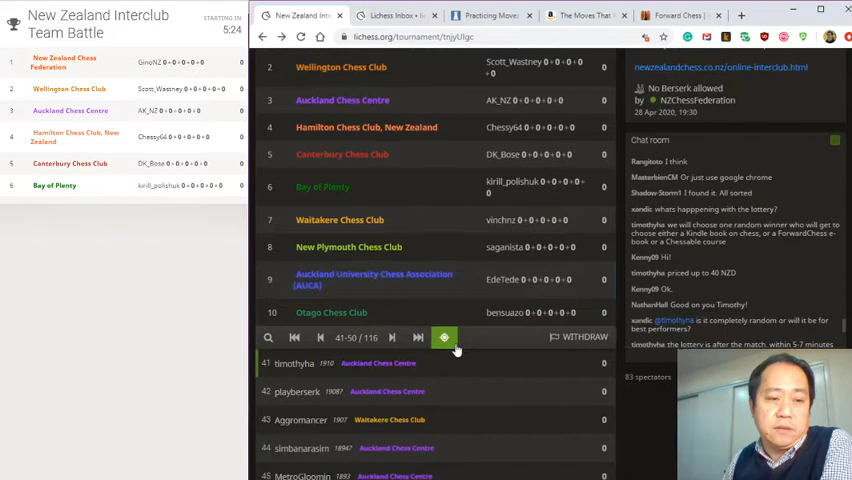 New Zealand Interclub
Team Battle
STARTING IN
5:24
1 New Zealand Chess Federation GinoNZ 0+0+0+0+0 0
2 Wellington Chess Club Scott_Wastney 0+0+0+0+0 0
3 Auckland Chess Centre AK_NZ 0+0+0+0+0 0
4 Hamilton Chess Club, New Zealand Chessy64 0+0+0+0+0 0
5 Canterbury Chess Club DK_Bose 0+0+0+0+0 0
6 Bay of Plenty kirill_polishuk 0+0+0+0+0 0
New Zealand Inte
Lichess Inbox • be
Practicing Moves
The Moves That
Forward Chess |
lichess.org/tournament/tnjyUlgc
2 Wellington Chess Club Scott_Wastney 0+0+0+0+0 0
3 Auckland Chess Centre AK_NZ 0+0+0+0+0 0
4 Hamilton Chess Club, New Zealand Chessy64 0+0+0+0+0 0
5 Canterbury Chess Club DK_Bose 0+0+0+0+0 0
6 Bay of Plenty kirill_polishuk 0+0+0+0+0 0
7 Waitakere Chess Club vinchnz 0+0+0+0+0 0
8 New Plymouth Chess Club saganista 0+0+0+0+0 0
9 Auckland University Chess Association (AUCA) EdeTede 0+0+0+0+0 0
10 Otago Chess Club bensuazo 0+0+0+0+0 0
41-50 / 116
WITHDRAW
41 timothyha 1910 Auckland Chess Centre 0
42 playberserk 1908? Auckland Chess Centre 0
43 Aggromancer 1907 Waitakere Chess Club 0
44 simbanarasim 1894? Auckland Chess Centre 0
45 MetroGloomin 1893 Auckland Chess Centre 0
newzealandchess.co.nz/online-interclub.html
No Berserk allowed
by NZChessFederation
28 Apr 2020, 19:30
Chat room
Rangitoto I think
MasterbienCM Or just use google chrome
Shadow-Storm1 I found it. All sorted
xandic whats happpening with the lottery?
timothyha we will choose one random winner who will get to
choose either a Kindle book on chess, or a ForwardChess e-
book or a Chessable course
Kenny09 Hi!
timothyha priced up to 40 NZD
Kenny09 Ok.
NathanHall Good on you Timothy!
xandic @timothyha is it completely random or will it be for
best performers?
timothyha the lottery is after the match, within 5-7 minutes
83 spectators